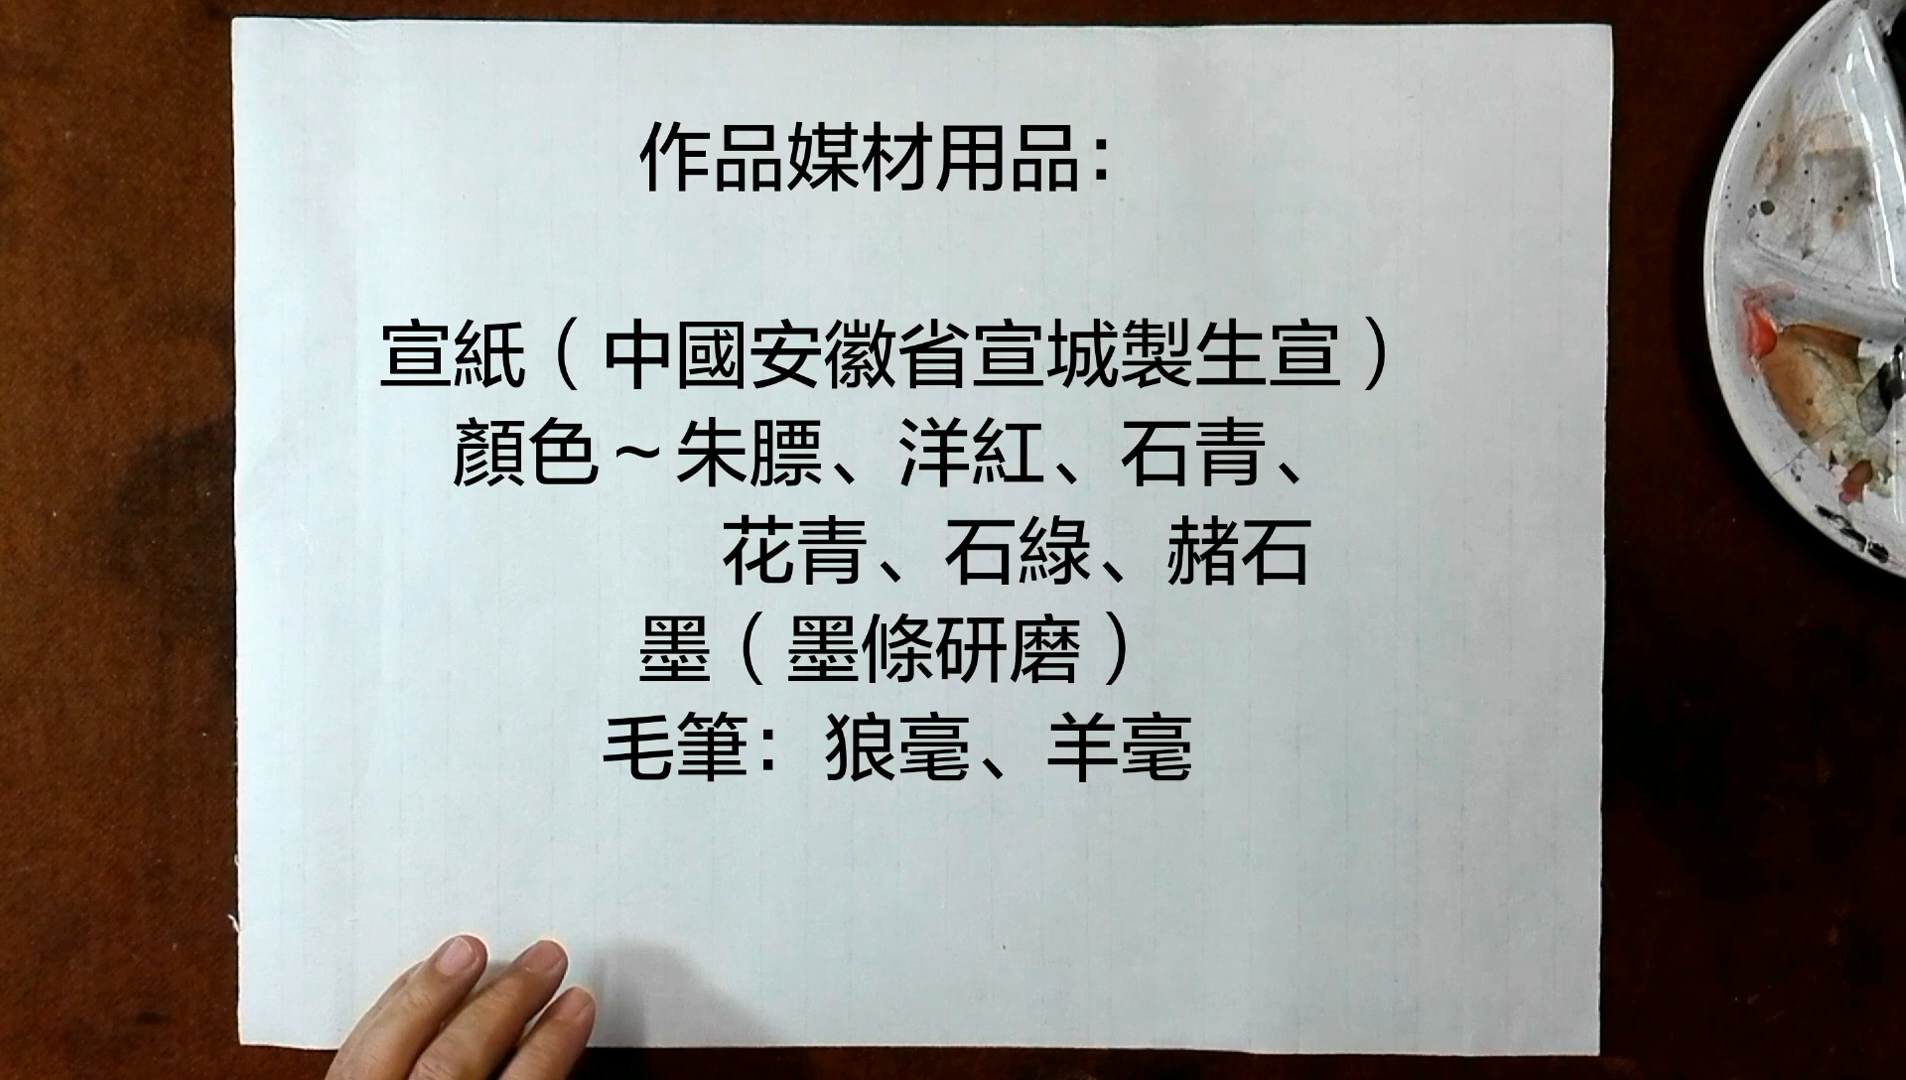 作品媒材用品：
宣紙（中國安徽省宣城製生宣）
顏色～朱膘、洋紅、石青、
花青、石綠、赭石
墨（墨條研磨）
毛筆：狼毫、羊毫